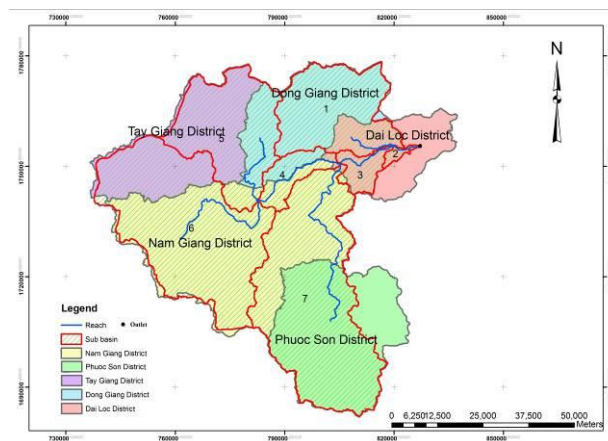 730000 760000 790000 820000 850000
N
Dong Giang District
1
Tay Giang District
5
Dai Loc District
2
4
3
6
Nam Giang District
7
Phuoc Son District
Legend
Reach Outlet
Sub basin
Nam Giang District
Phuoc Son District
Tay Giang District
Dong Giang District
Dai Loc District
0 6,250 12,500 25,000 37,500 50,000
Meters
1720000 1720000
730000 760000 790000 820000 850000